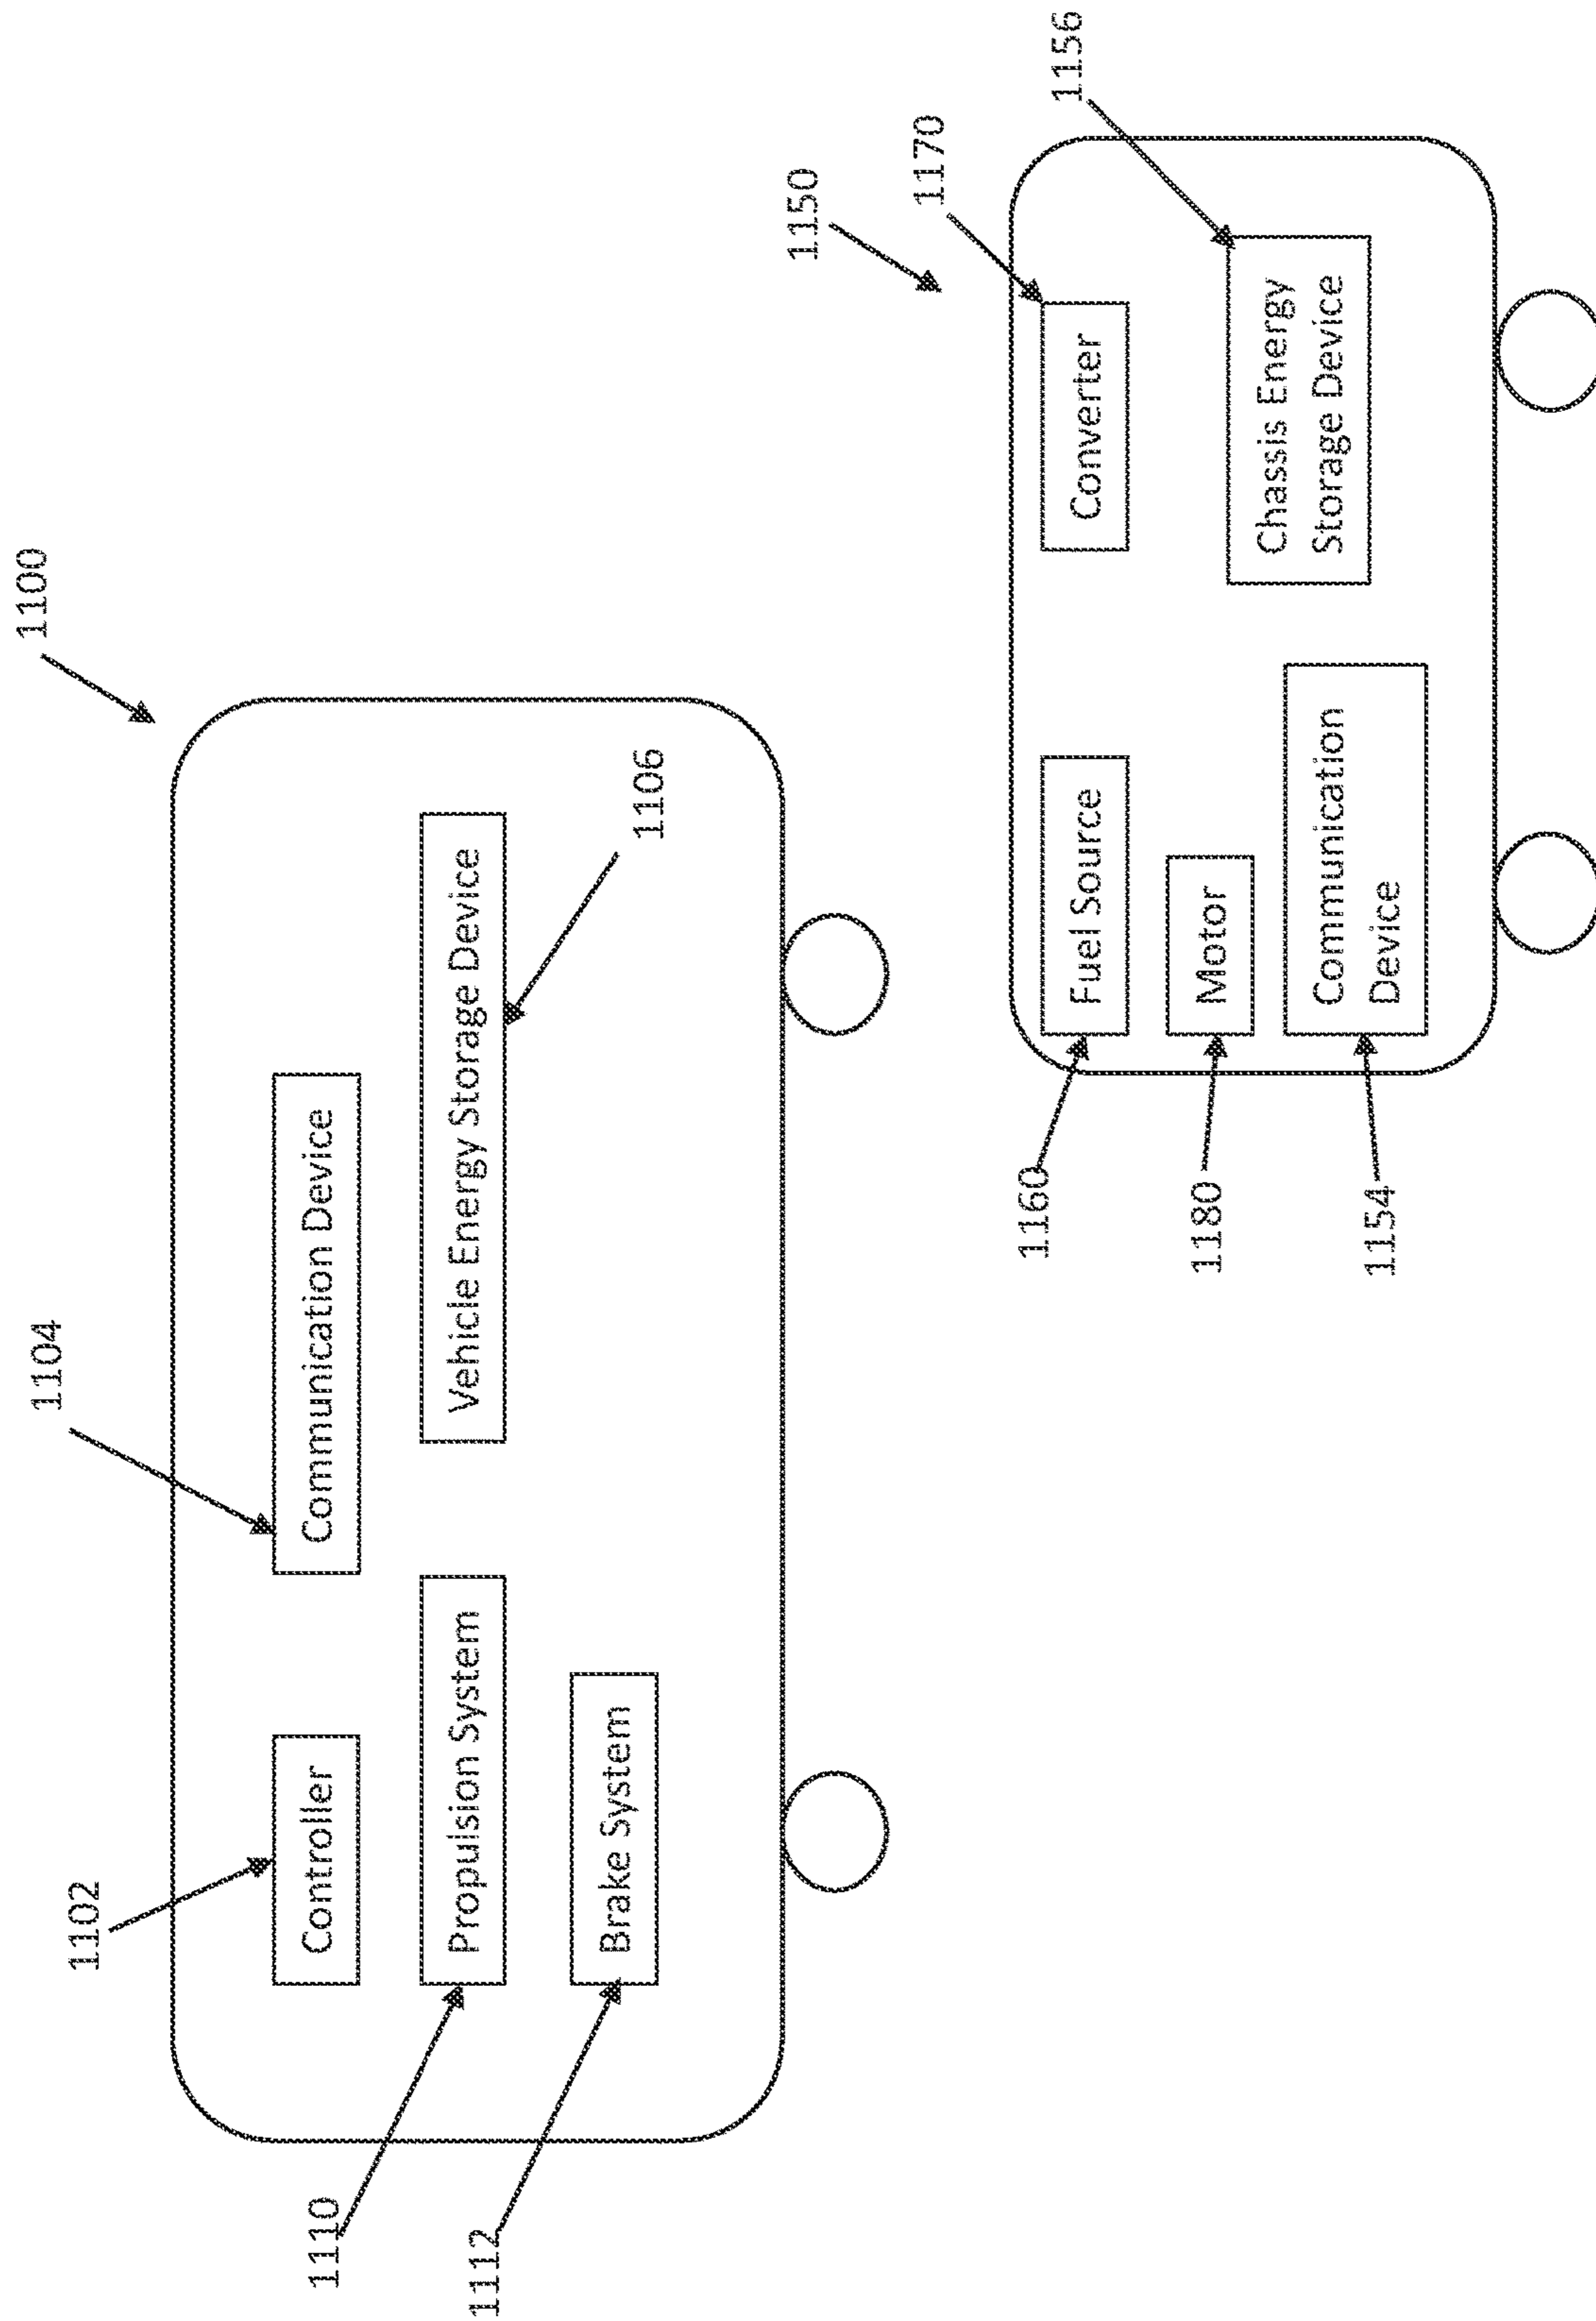 1100
1104
1102
Controller
Communication Device
Propulsion System
Vehicle Energy Storage Device
1110
Brake System
1106
1112
1150
1170
1156
1160
Fuel Source
Converter
1180
Motor
Chassis Energy
Storage Device
1154
Communication
Device